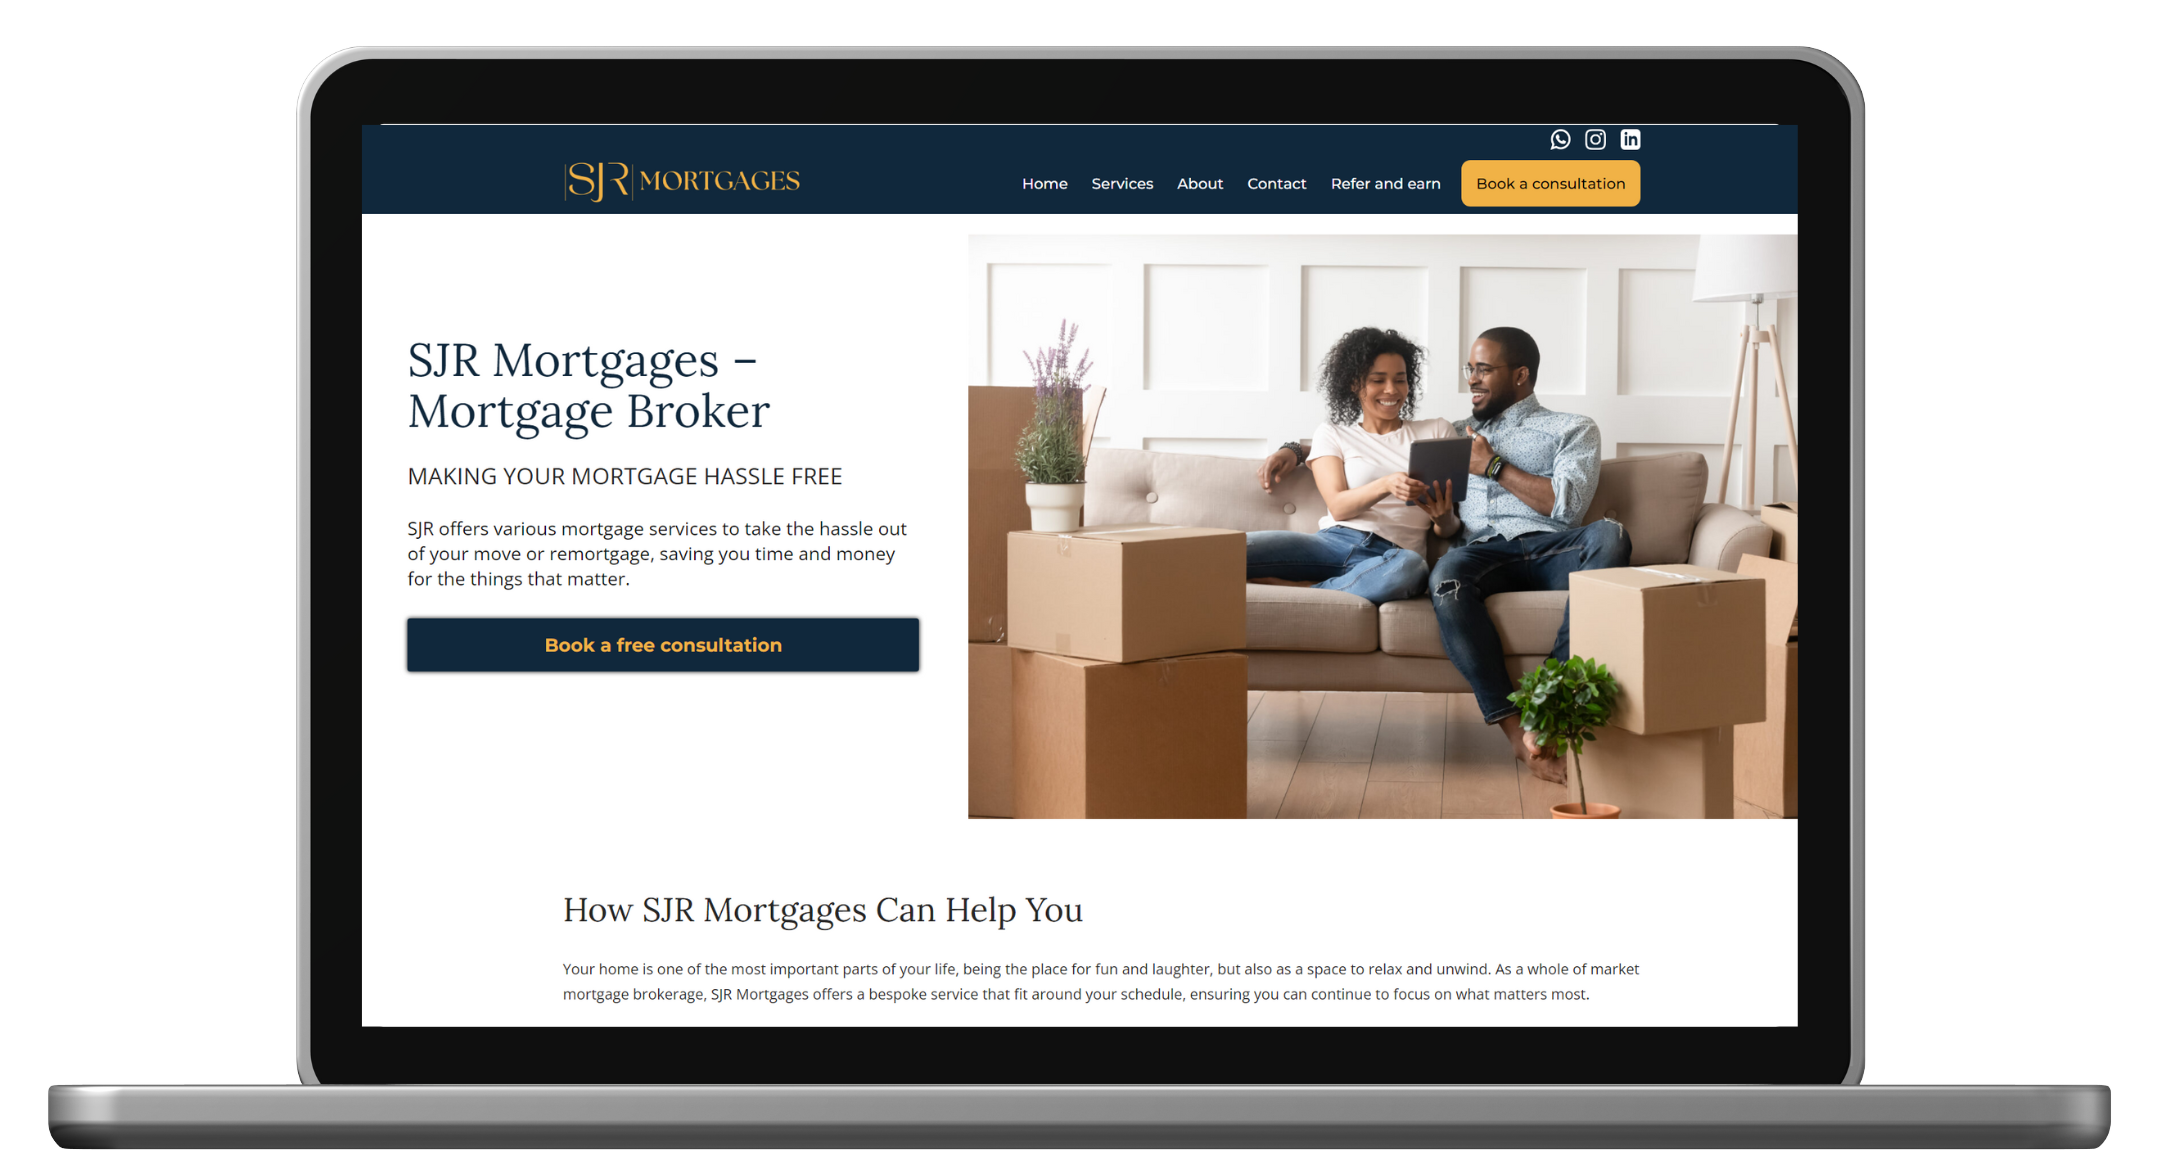 SJR MORTGAGES
Home Services About Contact Refer and earn Book a consultation
SJR Mortgages –
Mortgage Broker
MAKING YOUR MORTGAGE HASSLE FREE
SJR offers various mortgage services to take the hassle out
of your move or remortgage, saving you time and money
for the things that matter.
Book a free consultation
How SJR Mortgages Can Help You
Your home is one of the most important parts of your life, being the place for fun and laughter, but also as a space to relax and unwind. As a whole of market
mortgage brokerage, SJR Mortgages offers a bespoke service that fit around your schedule, ensuring you can continue to focus on what matters most.